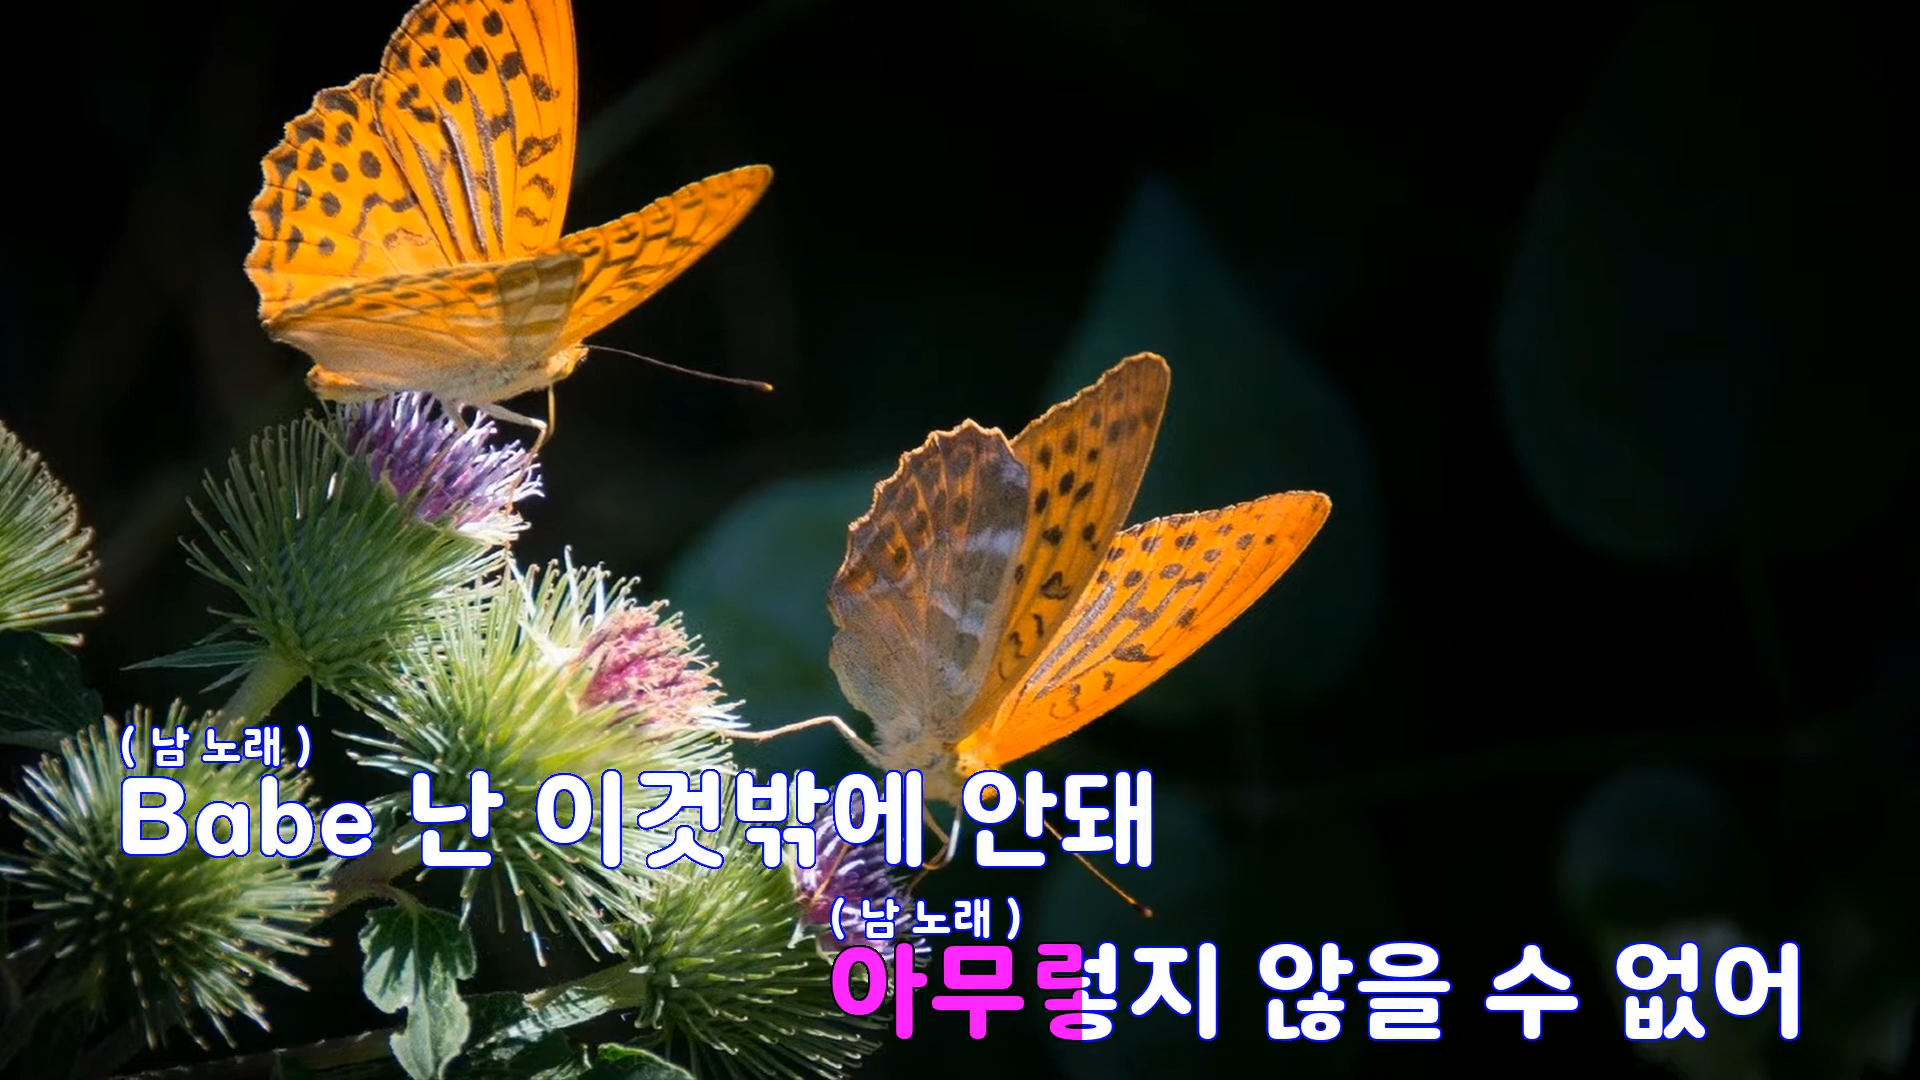 ( 남 노래 )
Babe 난 이것밖에 안돼
( 남 노래 )
아무렇지 않을 수 없어